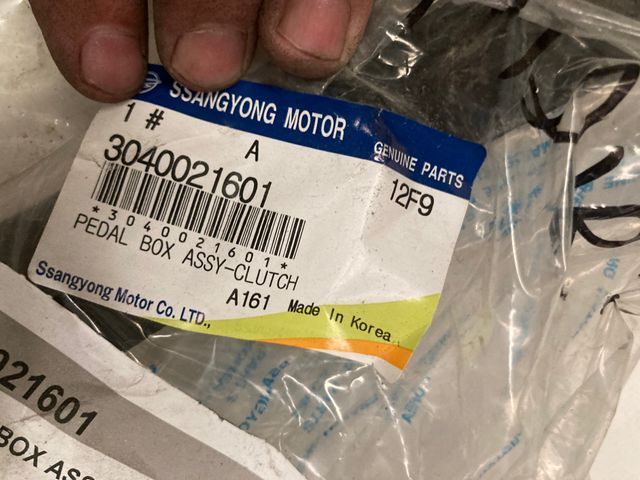 SSANGYONG MOTOR
GENUINE PARTS
1 #
A
12F9
3040021601
*3040021601*
PEDAL BOX ASSY-CLUTCH
A161 Made In Korea
Ssangyong Motor Co. LTD.,
021601
BOX ASS